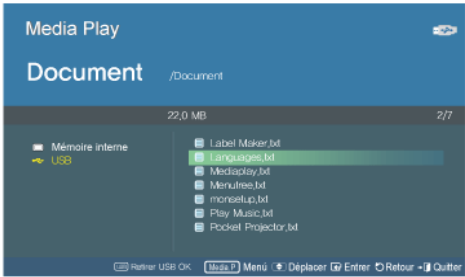 Media Play
Document /Document
22,0 MB 2/7
Mémoire interne
USB
Label Maker,txt
Languages,txt
Mediaplay,txt
Menutree,txt
monsetup,txt
Play Music,txt
Pocket Projector,txt
Retirer USB OK Media.P Menú Déplacer Entrer Retour Quitter